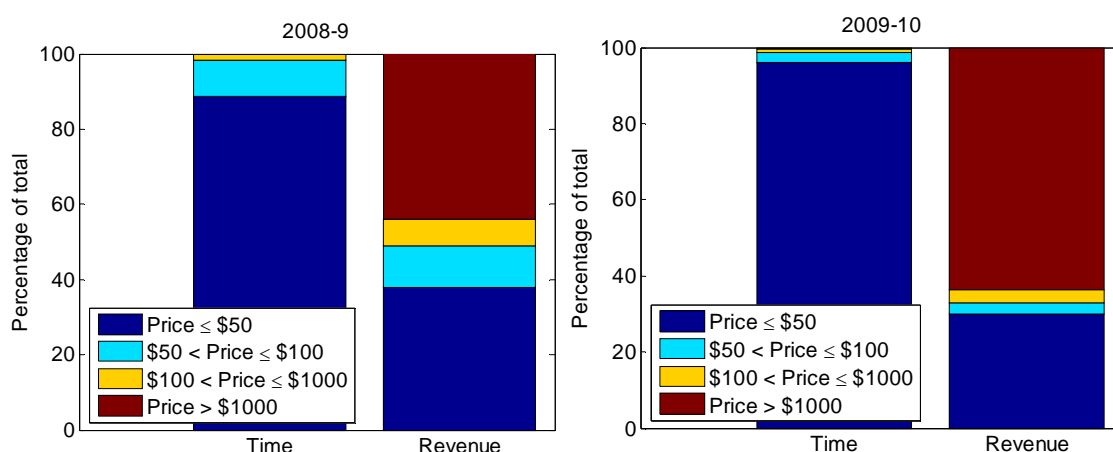 2008-9
Percentage of total
100
80
60
40
20
0
Price ≤ $50
$50 < Price ≤ $100
$100 < Price ≤ $1000
Price > $1000
Time
Revenue
2009-10
Percentage of total
100
80
60
40
20
0
Price ≤ $50
$50 < Price ≤ $100
$100 < Price ≤ $1000
Price > $1000
Time
Revenue